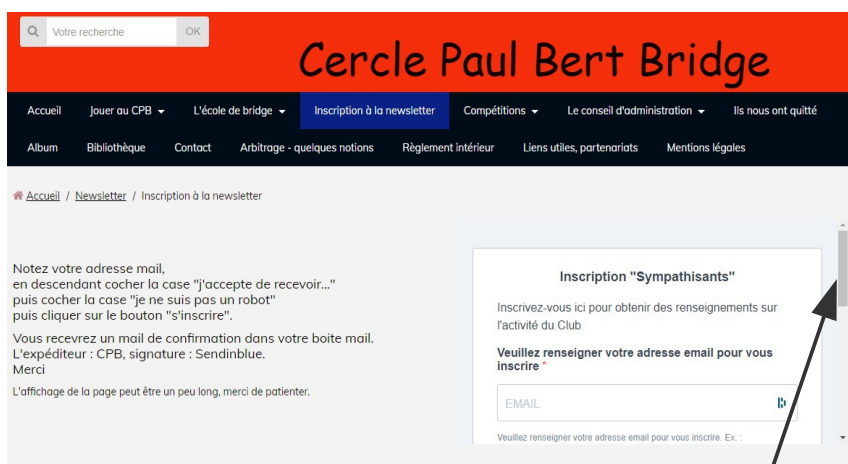 Votre recherche OK
Cercle Paul Bert Bridge
Accueil Jouer au CPB L'école de bridge Inscription à la newsletter Compétitions Le conseil d'administration Ils nous ont quitté
Album Bibliothèque Contact Arbitrage - quelques notions Règlement intérieur Liens utiles, partenariats Mentions légales
Accueil / Newsletter / Inscription à la newsletter
Notez votre adresse mail,
en descendant cocher la case "j'accepte de recevoir..."
puis cocher la case "je ne suis pas un robot"
puis cliquer sur le bouton "s'inscrire".
Vous recevrez un mail de confirmation dans votre boite mail.
L'expéditeur : CPB, signature : Sendinblue.
Merci
L'affichage de la page peut être un peu long, merci de patienter.
Inscription "Sympathisants"
Inscrivez-vous ici pour obtenir des renseignements sur
l'activité du Club
Veuillez renseigner votre adresse email pour vous
inscrire *
EMAIL
Veuillez renseigner votre adresse email pour vous inscrire. Ex. :